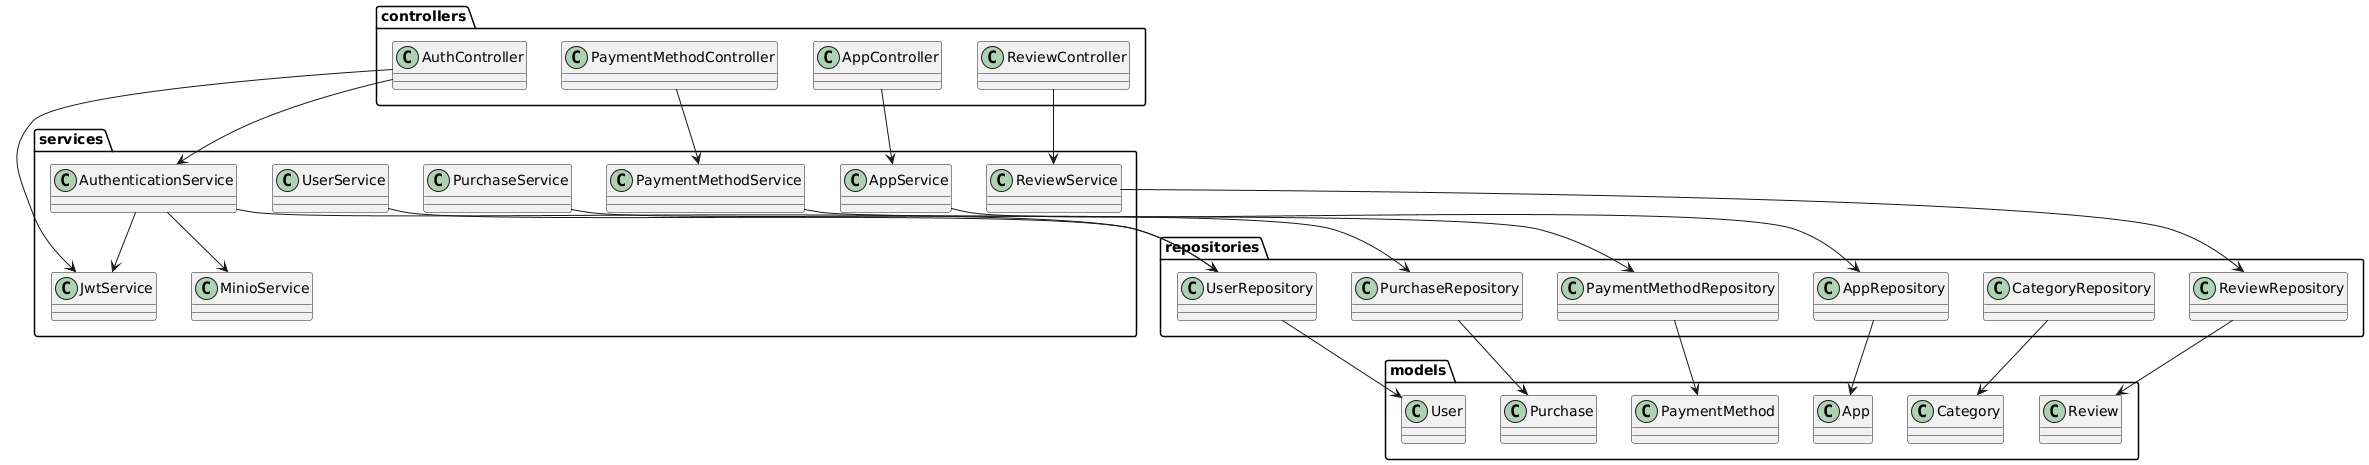 controllers
C AuthController
C PaymentMethodController
C AppController
C ReviewController
services
C AuthenticationService
C UserService
C PurchaseService
C PaymentMethodService
C AppService
C ReviewService
C JwtService
C MinioService
repositories
C UserRepository
C PurchaseRepository
C PaymentMethodRepository
C AppRepository
C CategoryRepository
C ReviewRepository
models
C User
C Purchase
C PaymentMethod
C App
C Category
C Review